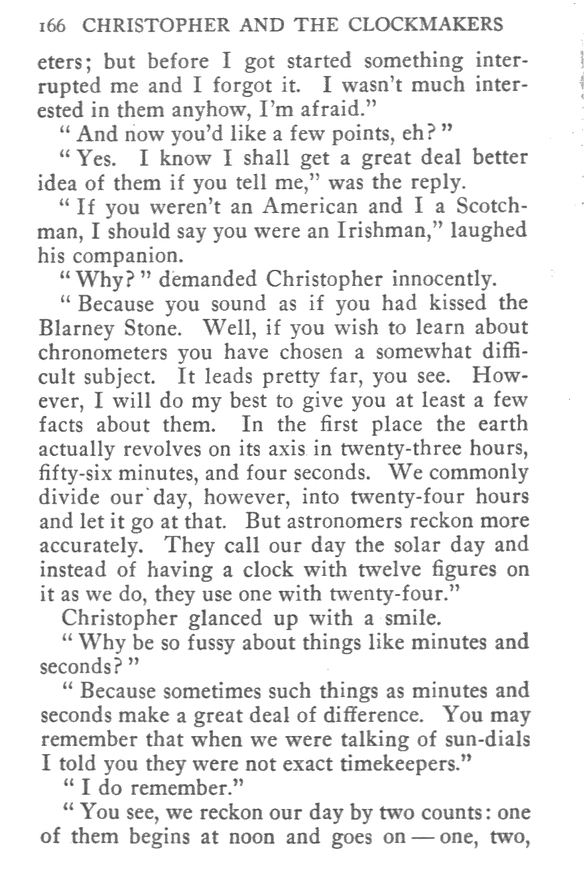 166 CHRISTOPHER AND THE CLOCKMAKERS
eters; but before I got started something inter-
rupted me and I forgot it. I wasn't much inter-
ested in them anyhow, I'm afraid.”
“ And now you'd like a few points, eh? ”
“ Yes. I know I shall get a great deal better
idea of them if you tell me,” was the reply.
“ If you weren't an American and I a Scotch-
man, I should say you were an Irishman,” laughed
his companion.
“ Why? ” demanded Christopher innocently.
“ Because you sound as if you had kissed the
Blarney Stone. Well, if you wish to learn about
chronometers you have chosen a somewhat diffi-
cult subject. It leads pretty far, you see. How-
ever, I will do my best to give you at least a few
facts about them. In the first place the earth
actually revolves on its axis in twenty-three hours,
fifty-six minutes, and four seconds. We commonly
divide our day, however, into twenty-four hours
and let it go at that. But astronomers reckon more
accurately. They call our day the solar day and
instead of having a clock with twelve figures on
it as we do, they use one with twenty-four.”
Christopher glanced up with a smile.
“ Why be so fussy about things like minutes and
seconds? ”
“ Because sometimes such things as minutes and
seconds make a great deal of difference. You may
remember that when we were talking of sun-dials
I told you they were not exact timekeepers.”
“ I do remember.”
“ You see, we reckon our day by two counts: one
of them begins at noon and goes on — one, two,